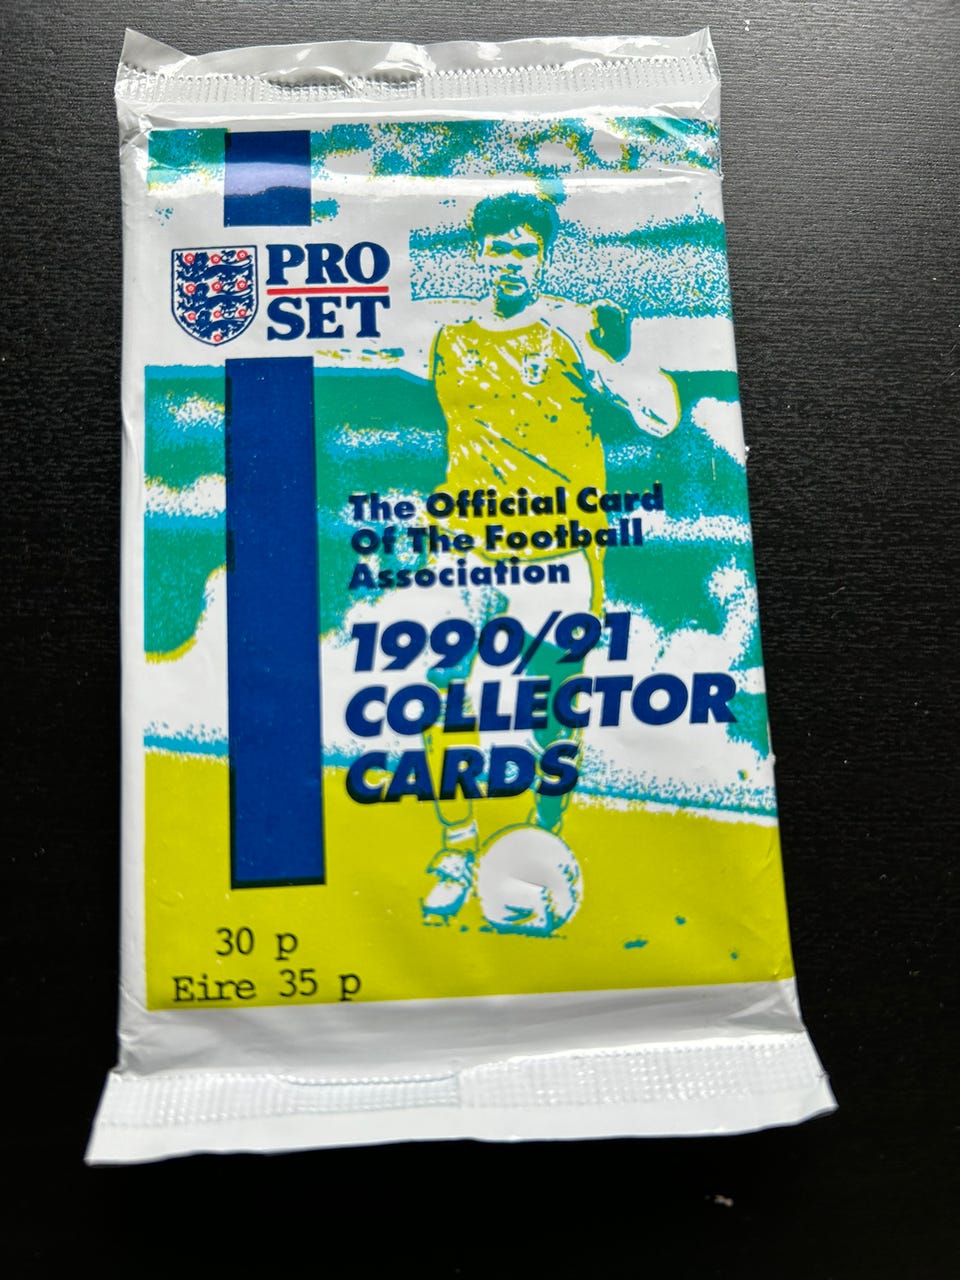 PRO
SET
The Official Card
Of The Football
Association
1990/91
COLLECTOR
CARDS
30 p
Eire 35 p